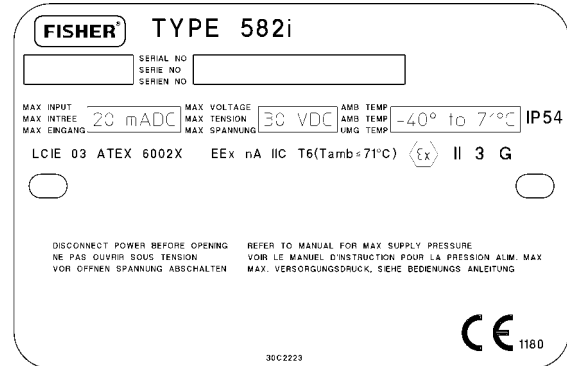 FISHER® TYPE 582i
SERIAL NO
SERIE NO
SERIEN NO
MAX INPUT
MAX INTREE
MAX EINGANG
20 mADC
MAX VOLTAGE
MAX TENSION
MAX SPANNUNG
30 VDC
AMB TEMP
AMB TEMP
UMG TEMP
-40° to 71°C
IP54
LCIE 03 ATEX 6002X EEx nA IIC T6(Tamb≤71°C) Ex II 3 G
DISCONNECT POWER BEFORE OPENING
NE PAS OUVRIR SOUS TENSION
VOR OFFNEN SPANNUNG ABSCHALTEN
REFER TO MANUAL FOR MAX SUPPLY PRESSURE
VOIR LE MANUEL D'INSTRUCTION POUR LA PRESSION ALIM. MAX
MAX. VERSORGUNGSDRUCK, SIEHE BEDIENUNGS ANLEITUNG
CE 1180
30C2223